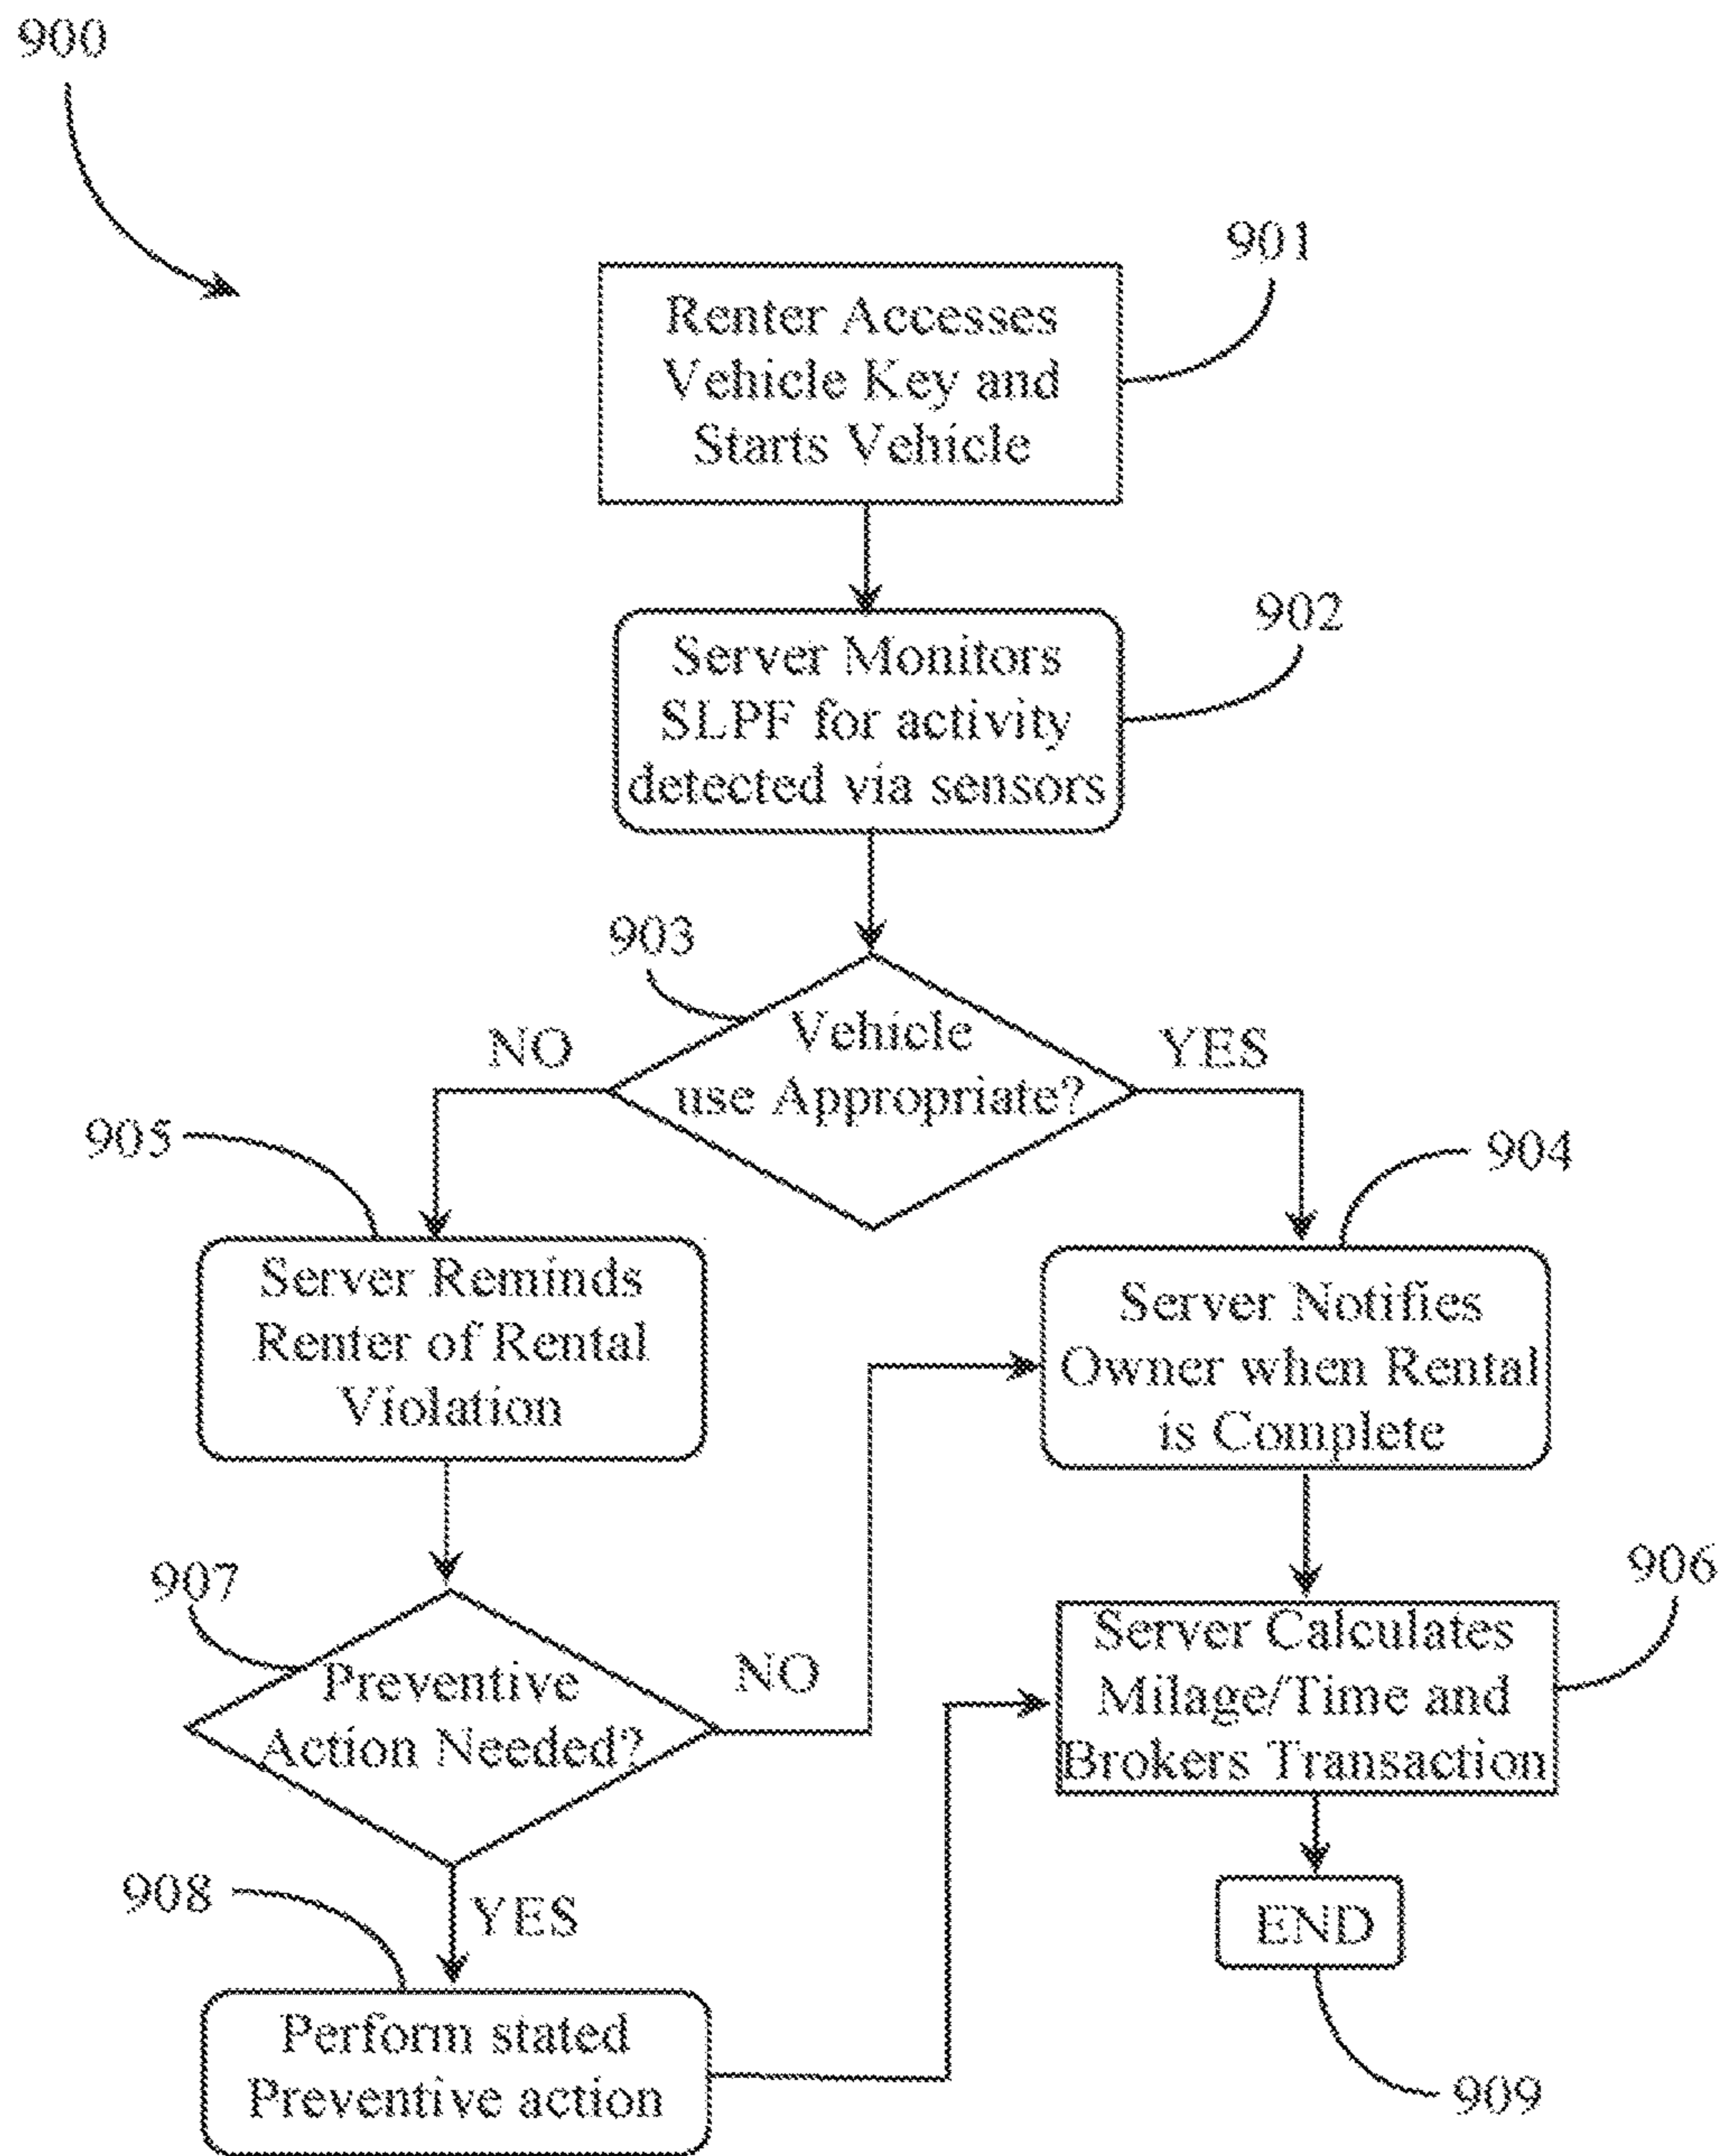 900
901
Renter Accesses
Vehicle Key and
Starts Vehicle
902
Server Monitors
SLPF for activity
detected via sensors
903
Vehicle
use Appropriate?
NO
YES
905
904
Server Reminds
Renter of Rental
Violation
Server Notifies
Owner when Rental
is Complete
907
Preventive
Action Needed?
NO
906
Server Calculates
Milage/Time and
Brokers Transaction
908
YES
END
Perform stated
Preventive action
909